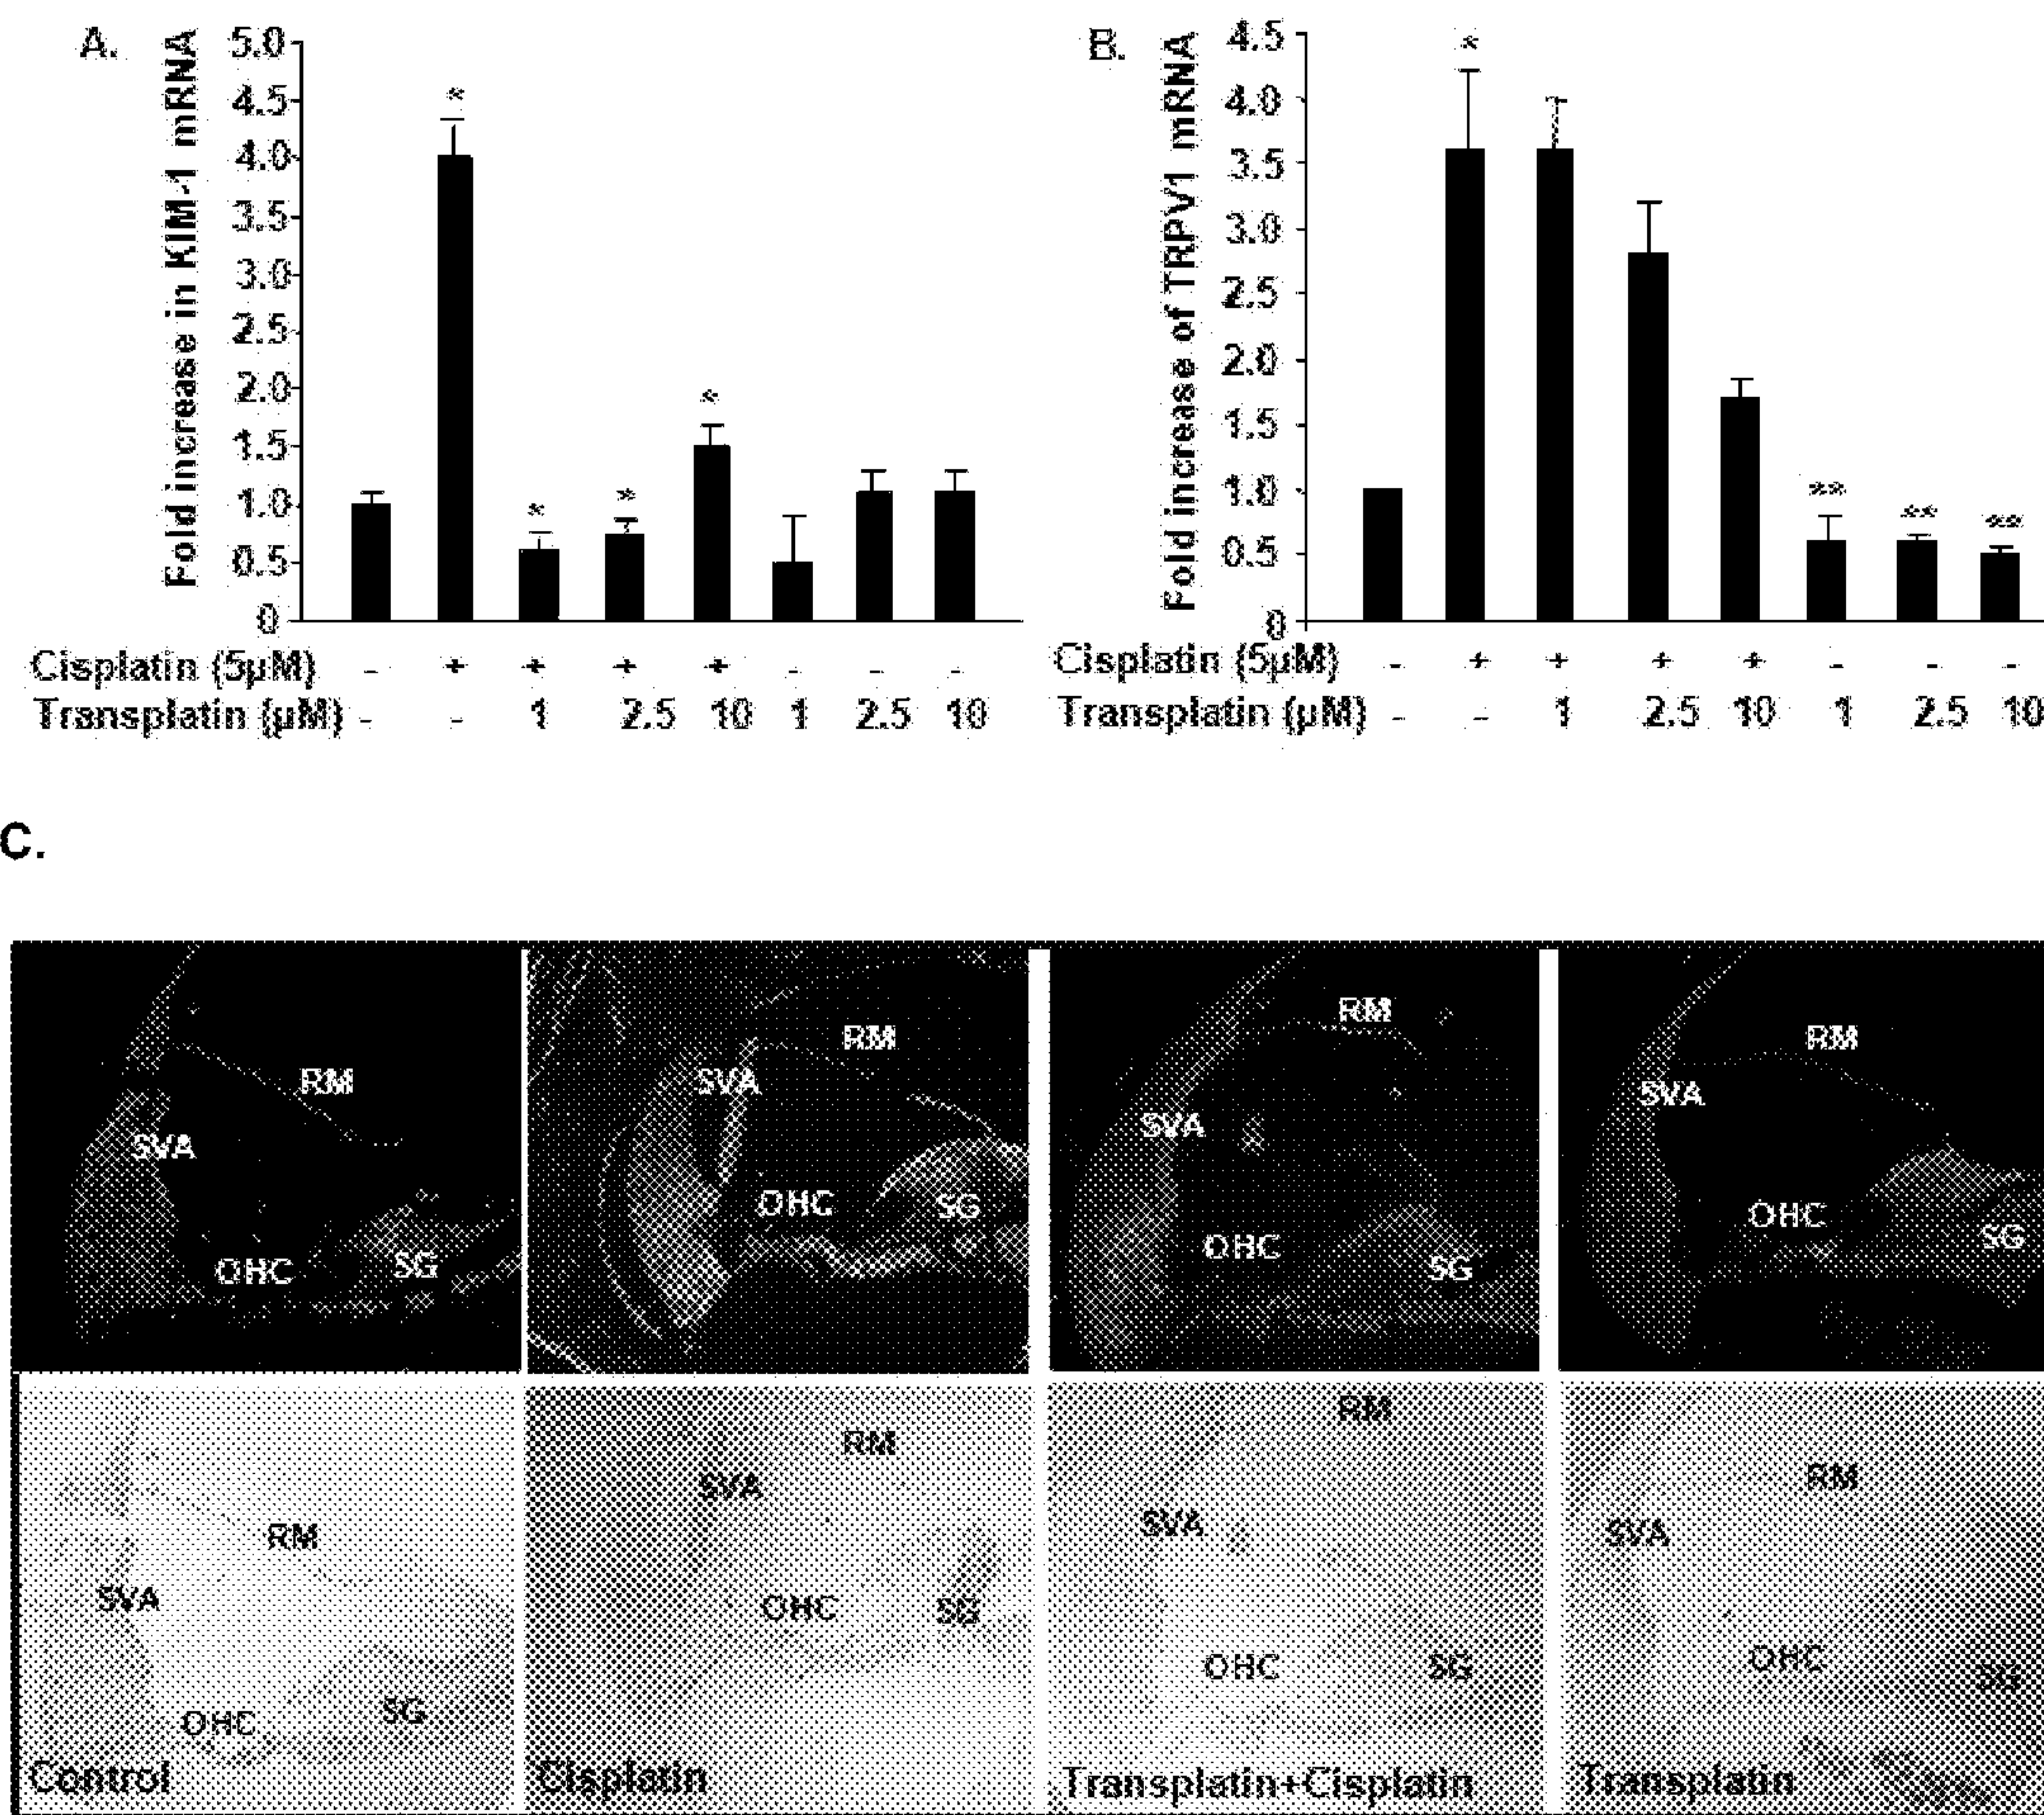 A.
Fold increase in KIM-1 mRNA
5.0
4.5
4.0
3.5
3.0
2.5
2.0
1.5
1.0
0.5
0
* * * *
Cisplatin (5µM) - + + + + - - -
Transplatin (µM) - - 1 2.5 10 1 2.5 10
B.
Fold increase of TRPV1 mRNA
4.5
4.0
3.5
3.0
2.5
2.0
1.5
1.0
0.5
0
* ** ** **
Cisplatin (5µM) - + + + + - - -
Transplatin (µM) - - 1 2.5 10 1 2.5 10
C.
RM
SVA
OHC
SG
RM
SVA
OHC
SG
RM
SVA
OHC
SG
RM
SVA
OHC
SG
RM
SVA
OHC
SG
Control
RM
SVA
OHC
SG
Cisplatin
RM
SVA
OHC
SG
Transplatin+Cisplatin
RM
SVA
OHC
SG
Transplatin